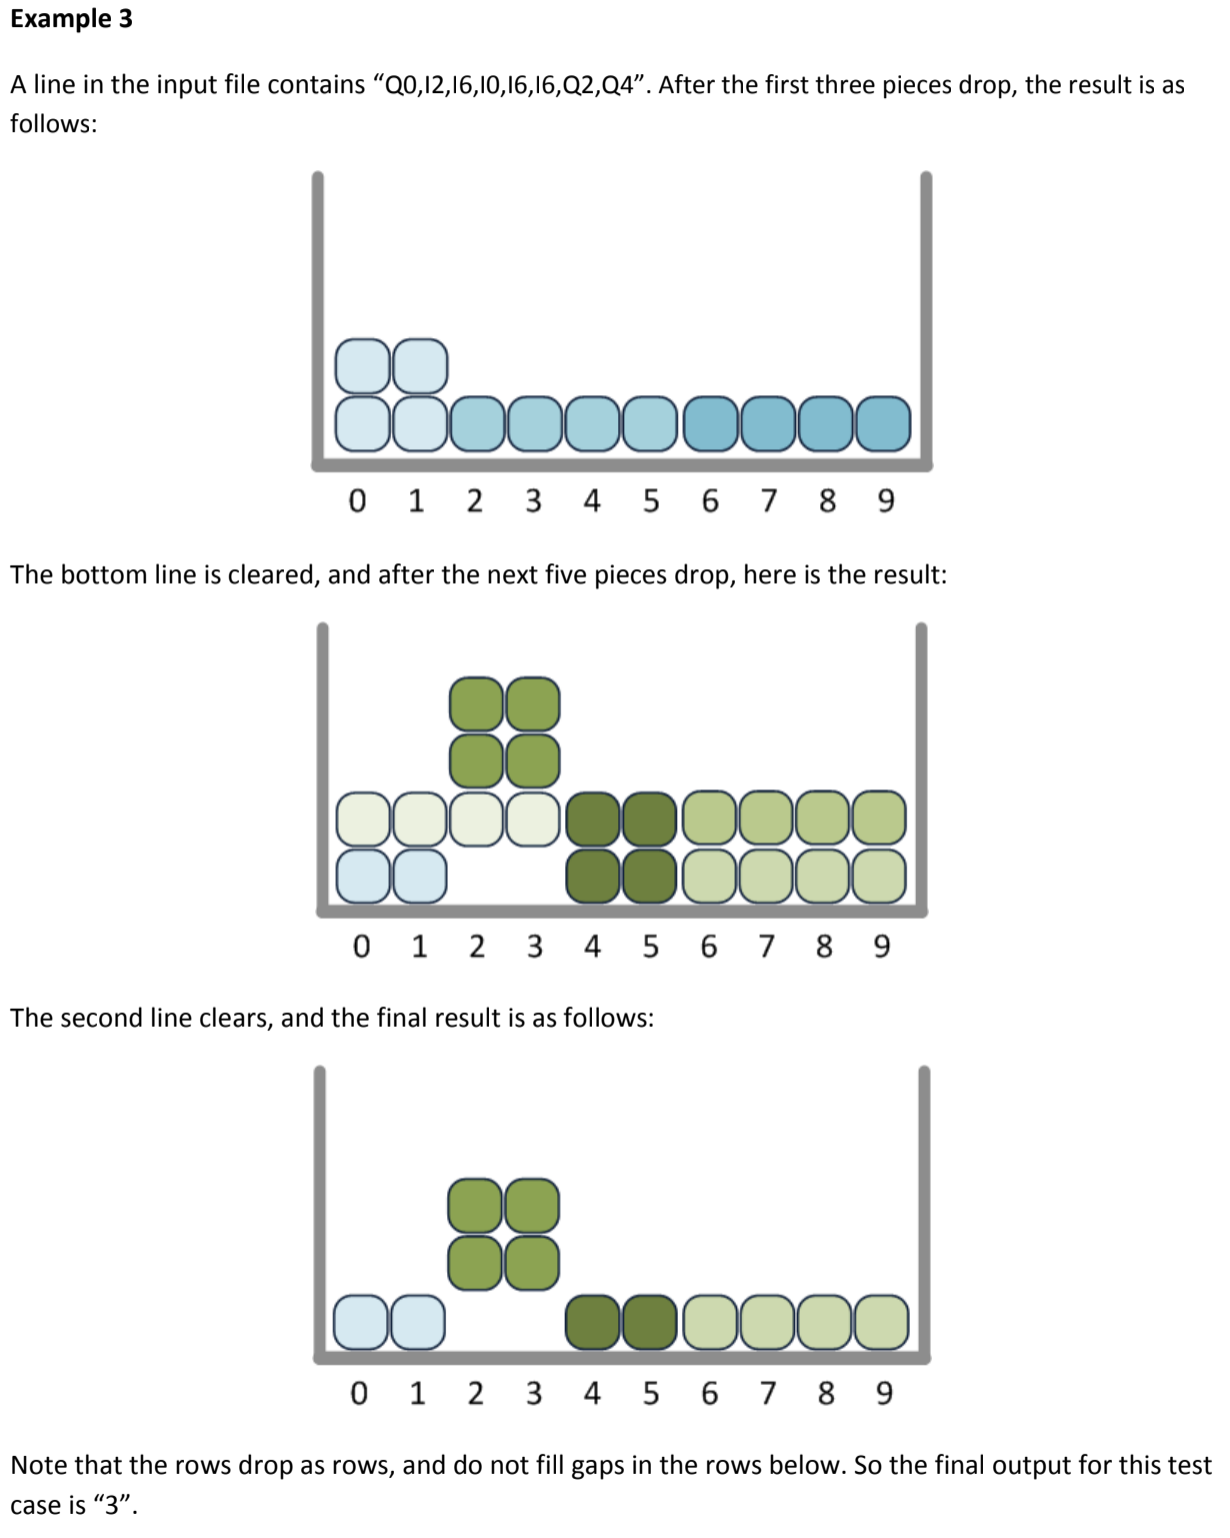 Example 3
A line in the input file contains “Q0,I2,I6,I0,I6,I6,Q2,Q4”. After the first three pieces drop, the result is as
follows:
0 1 2 3 4 5 6 7 8 9
The bottom line is cleared, and after the next five pieces drop, here is the result:
0 1 2 3 4 5 6 7 8 9
The second line clears, and the final result is as follows:
0 1 2 3 4 5 6 7 8 9
Note that the rows drop as rows, and do not fill gaps in the rows below. So the final output for this test
case is “3”.